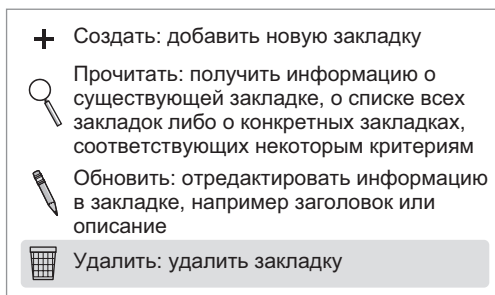 Создать: добавить новую закладку
Прочитать: получить информацию о
существующей закладке, о списке всех
закладок либо о конкретных закладках,
соответствующих некоторым критериям
Обновить: отредактировать информацию
в закладке, например заголовок или
описание
Удалить: удалить закладку